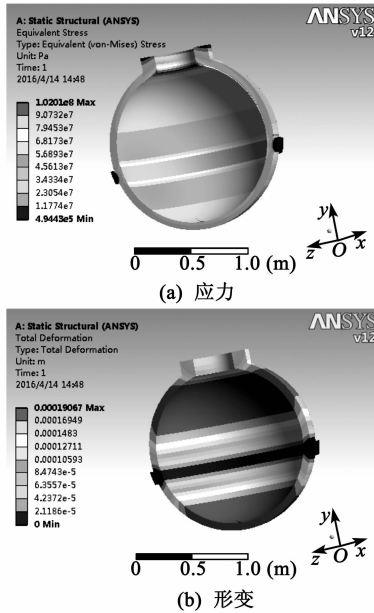 A: Static Structural (ANSYS)
Equivalent Stress
Type: Equivalent (von-Mises) Stress
Unit: Pa
Time: 1
2016/4/14 14:48
ANSYS
v12
1.0201e8 Max
9.0732e7
7.9453e7
6.8173e7
5.6893e7
4.5613e7
3.4334e7
2.3054e7
1.1774e7
4.9443e5 Min
y
z O x
0 0.5 1.0 (m)
(a) 应力
A: Static Structural (ANSYS)
Total Deformation
Type: Total Deformation
Unit: m
Time: 1
2016/4/14 14:48
ANSYS
v12
0.00019067 Max
0.00016949
0.0001483
0.00012711
0.00010593
8.4743e-5
6.3557e-5
4.2372e-5
2.1186e-5
0 Min
y
z O x
0 0.5 1.0 (m)
(b) 形变